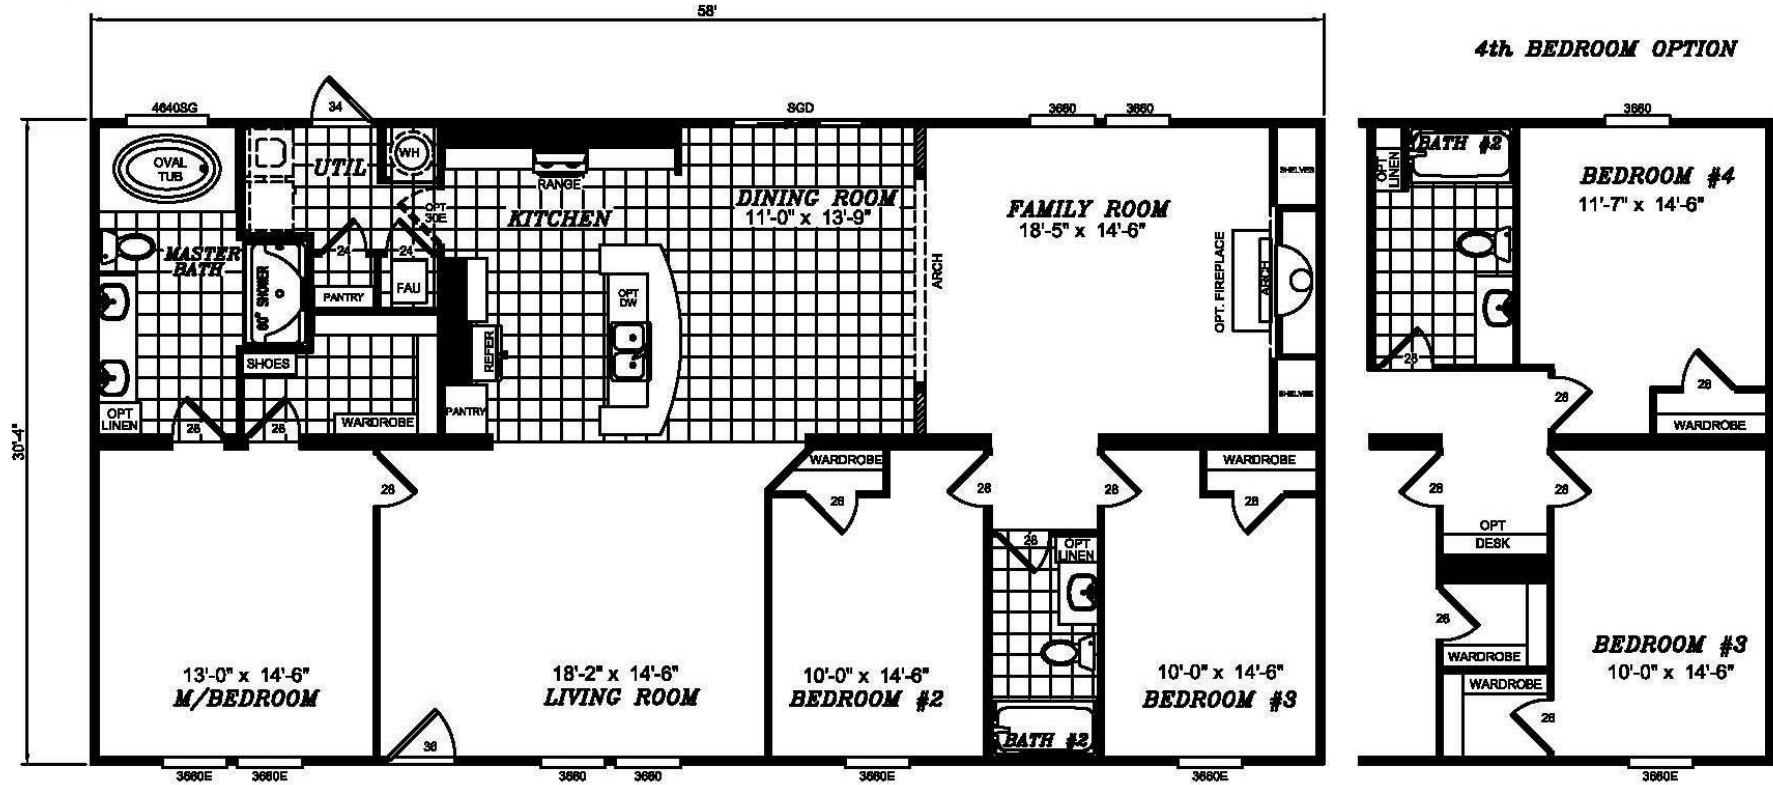 58'
4th BEDROOM OPTION
4640SG
34
SGD
3660
3660
3660
OVAL
TUB
UTIL
WH
RANGE
OPT
30E
KITCHEN
DINING ROOM
11'-0" x 13'-9"
FAMILY ROOM
18'-5" x 14'-6"
SHELVES
OPT
LINEN
BATH #2
BEDROOM #4
11'-7" x 14'-6"
MASTER
BATH
60" SHOWER
24
24
PANTRY
FAU
OPT
DW
ARCH
OPT. FIREPLACE
ARCH
REFER
SHOES
28
28
SHELVES
28
OPT
LINEN
28
28
WARDROBE
PANTRY
WARDROBE
30'-4"
28
WARDROBE
28
28
28
WARDROBE
28
28
28
28
OPT
LINEN
OPT
DESK
28
WARDROBE
13'-0" x 14'-6"
M/BEDROOM
18'-2" x 14'-6"
LIVING ROOM
10'-0" x 14'-6"
BEDROOM #2
10'-0" x 14'-6"
BEDROOM #3
BEDROOM #3
10'-0" x 14'-6"
WARDROBE
28
36
BATH #2
3660E
3660E
3660
3660
3660E
3660E
3660E